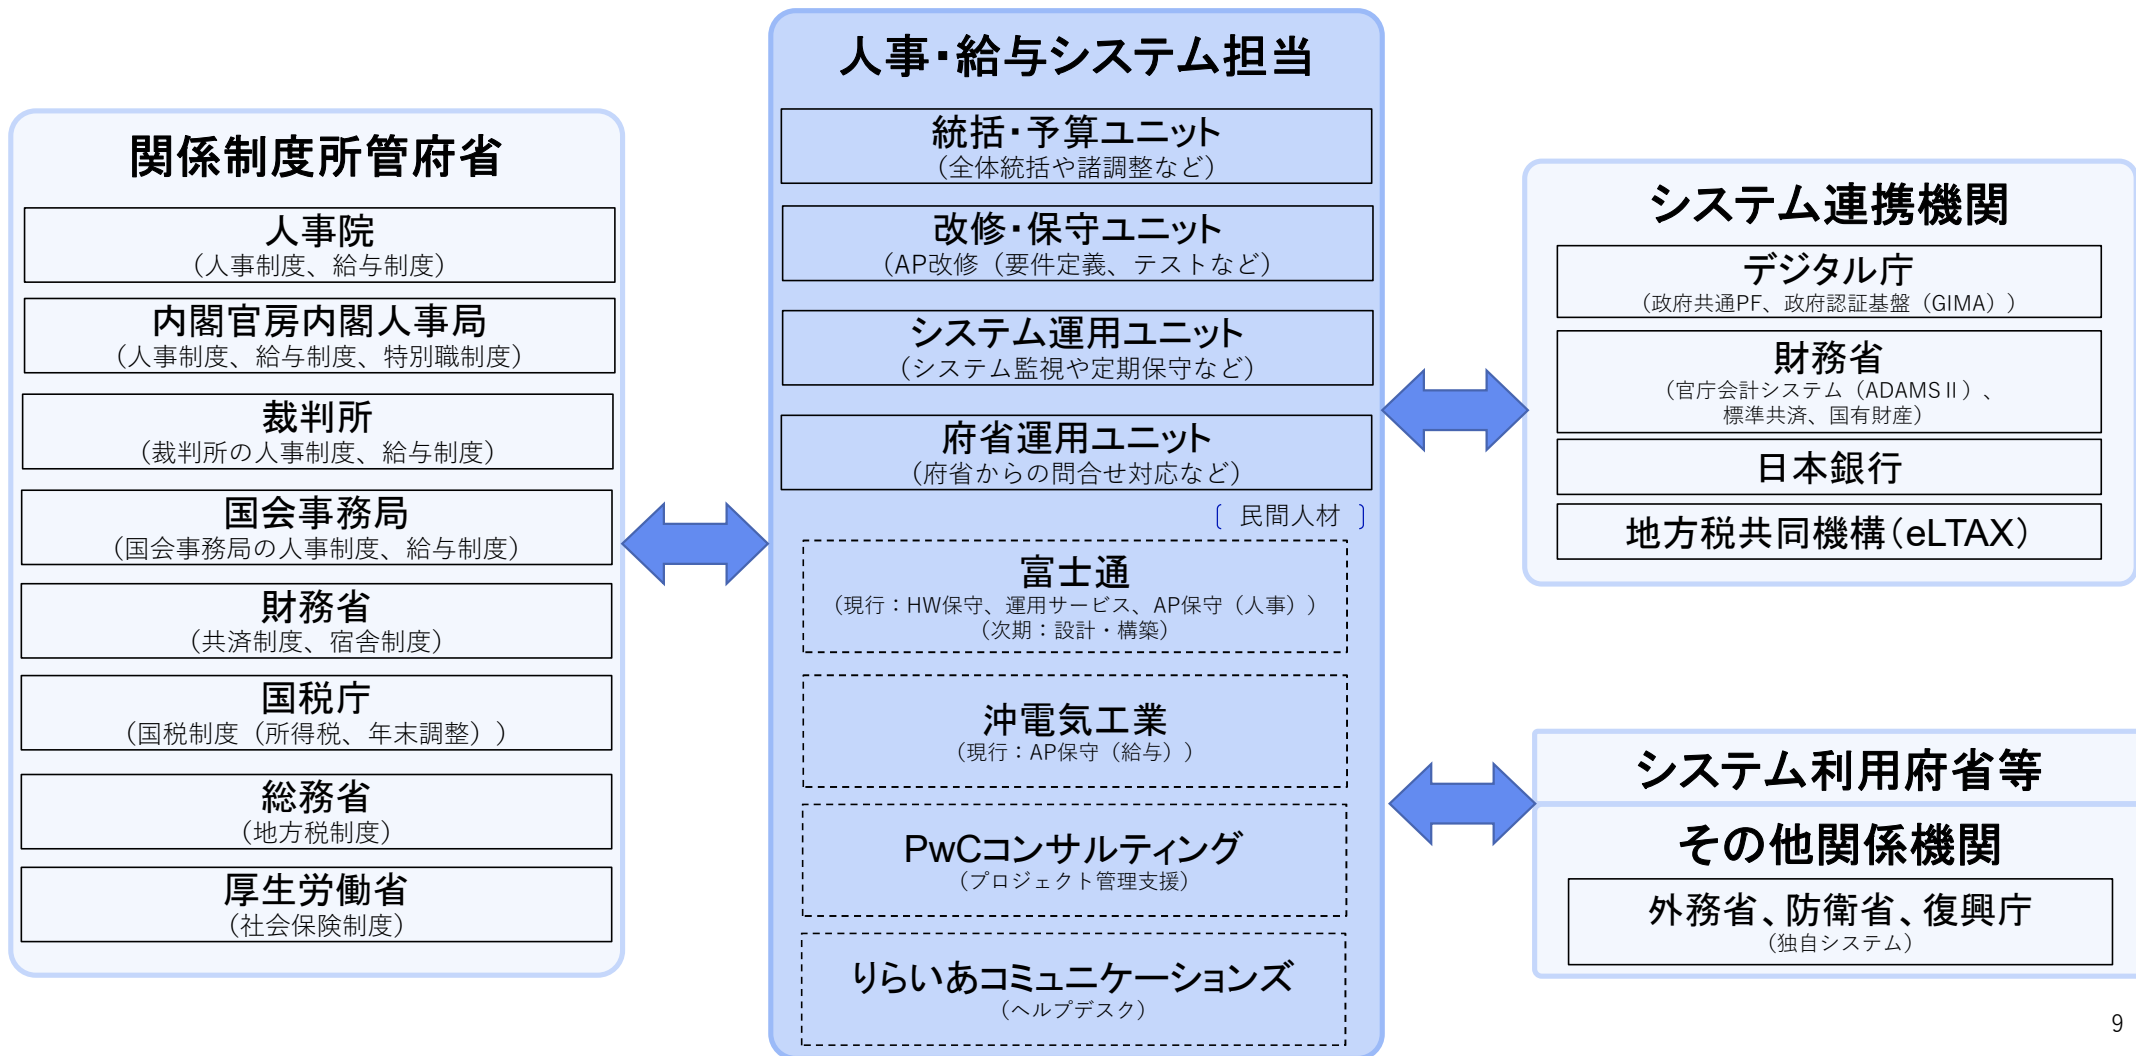 関係制度所管府省
人事院
（人事制度、給与制度）
内閣官房内閣人事局
（人事制度、給与制度、特別職制度）
裁判所
（裁判所の人事制度、給与制度）
国会事務局
（国会事務局の人事制度、給与制度）
財務省
（共済制度、宿舎制度）
国税庁
（国税制度（所得税、年末調整））
総務省
（地方税制度）
厚生労働省
（社会保険制度）
人事・給与システム担当
統括・予算ユニット
（全体統括や諸調整など）
改修・保守ユニット
（AP改修（要件定義、テストなど）
システム運用ユニット
（システム監視や定期保守など）
府省運用ユニット
（府省からの問合せ対応など）
〔 民間人材 〕
富士通
（現行：HW保守、運用サービス、AP保守（人事））
（次期：設計・構築）
沖電気工業
（現行：AP保守（給与））
PwCコンサルティング
（プロジェクト管理支援）
りらいあコミュニケーションズ
（ヘルプデスク）
システム連携機関
デジタル庁
（政府共通PF、政府認証基盤（GIMA））
財務省
（官庁会計システム（ADAMSⅡ）、
標準共済、国有財産）
日本銀行
地方税共同機構（eLTAX）
システム利用府省等
その他関係機関
外務省、防衛省、復興庁
（独自システム）
9